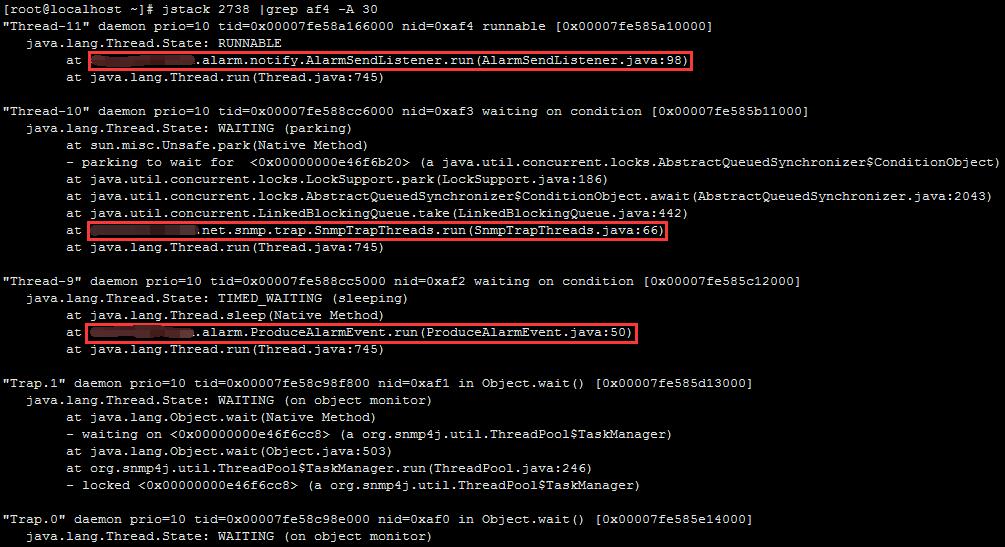 [root@localhost ~]# jstack 2738 |grep af4 -A 30
"Thread-11" daemon prio=10 tid=0x00007fe58a166000 nid=0xaf4 runnable [0x00007fe585a10000]
java.lang.Thread.State: RUNNABLE
at .alarm.notify.AlarmSendListener.run(AlarmSendListener.java:98)
at java.lang.Thread.run(Thread.java:745)
"Thread-10" daemon prio=10 tid=0x00007fe588cc6000 nid=0xaf3 waiting on condition [0x00007fe585b11000]
java.lang.Thread.State: WAITING (parking)
at sun.misc.Unsafe.park(Native Method)
- parking to wait for  <0x00000000e46f6b20> (a java.util.concurrent.locks.AbstractQueuedSynchronizer$ConditionObject)
at java.util.concurrent.locks.LockSupport.park(LockSupport.java:186)
at java.util.concurrent.locks.AbstractQueuedSynchronizer$ConditionObject.await(AbstractQueuedSynchronizer.java:2043)
at java.util.concurrent.LinkedBlockingQueue.take(LinkedBlockingQueue.java:442)
at .net.snmp.trap.SnmpTrapThreads.run(SnmpTrapThreads.java:66)
at java.lang.Thread.run(Thread.java:745)
"Thread-9" daemon prio=10 tid=0x00007fe588cc5000 nid=0xaf2 waiting on condition [0x00007fe585c12000]
java.lang.Thread.State: TIMED_WAITING (sleeping)
at java.lang.Thread.sleep(Native Method)
at .alarm.ProduceAlarmEvent.run(ProduceAlarmEvent.java:50)
at java.lang.Thread.run(Thread.java:745)
"Trap.1" daemon prio=10 tid=0x00007fe58c98f800 nid=0xaf1 in Object.wait() [0x00007fe585d13000]
java.lang.Thread.State: WAITING (on object monitor)
at java.lang.Object.wait(Native Method)
- waiting on <0x00000000e46f6cc8> (a org.snmp4j.util.ThreadPool$TaskManager)
at java.lang.Object.wait(Object.java:503)
at org.snmp4j.util.ThreadPool$TaskManager.run(ThreadPool.java:246)
- locked <0x00000000e46f6cc8> (a org.snmp4j.util.ThreadPool$TaskManager)
"Trap.0" daemon prio=10 tid=0x00007fe58c98e000 nid=0xaf0 in Object.wait() [0x00007fe585e14000]
java.lang.Thread.State: WAITING (on object monitor)